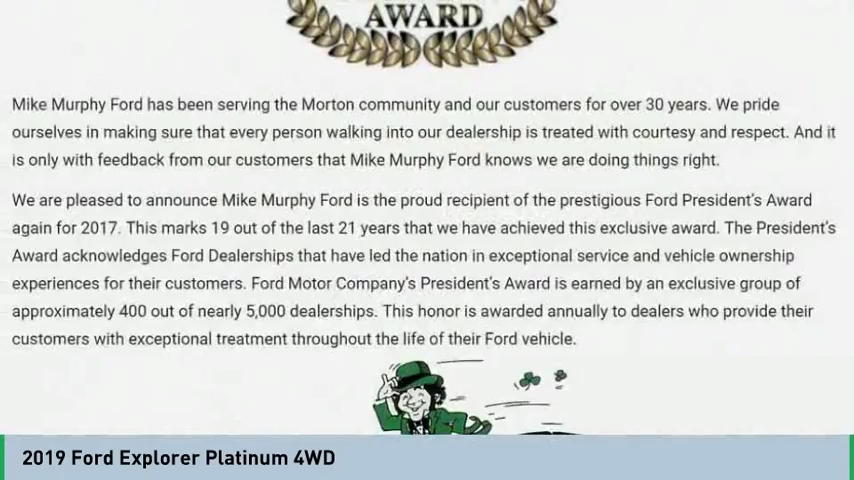 AWARD
Mike Murphy Ford has been serving the Morton community and our customers for over 30 years. We pride
ourselves in making sure that every person walking into our dealership is treated with courtesy and respect. And it
is only with feedback from our customers that Mike Murphy Ford knows we are doing things right.
We are pleased to announce Mike Murphy Ford is the proud recipient of the prestigious Ford President's Award
again for 2017. This marks 19 out of the last 21 years that we have achieved this exclusive award. The President's
Award acknowledges Ford Dealerships that have led the nation in exceptional service and vehicle ownership
experiences for their customers. Ford Motor Company's President's Award is earned by an exclusive group of
approximately 400 out of nearly 5,000 dealerships. This honor is awarded annually to dealers who provide their
customers with exceptional treatment throughout the life of their Ford vehicle.
2019 Ford Explorer Platinum 4WD